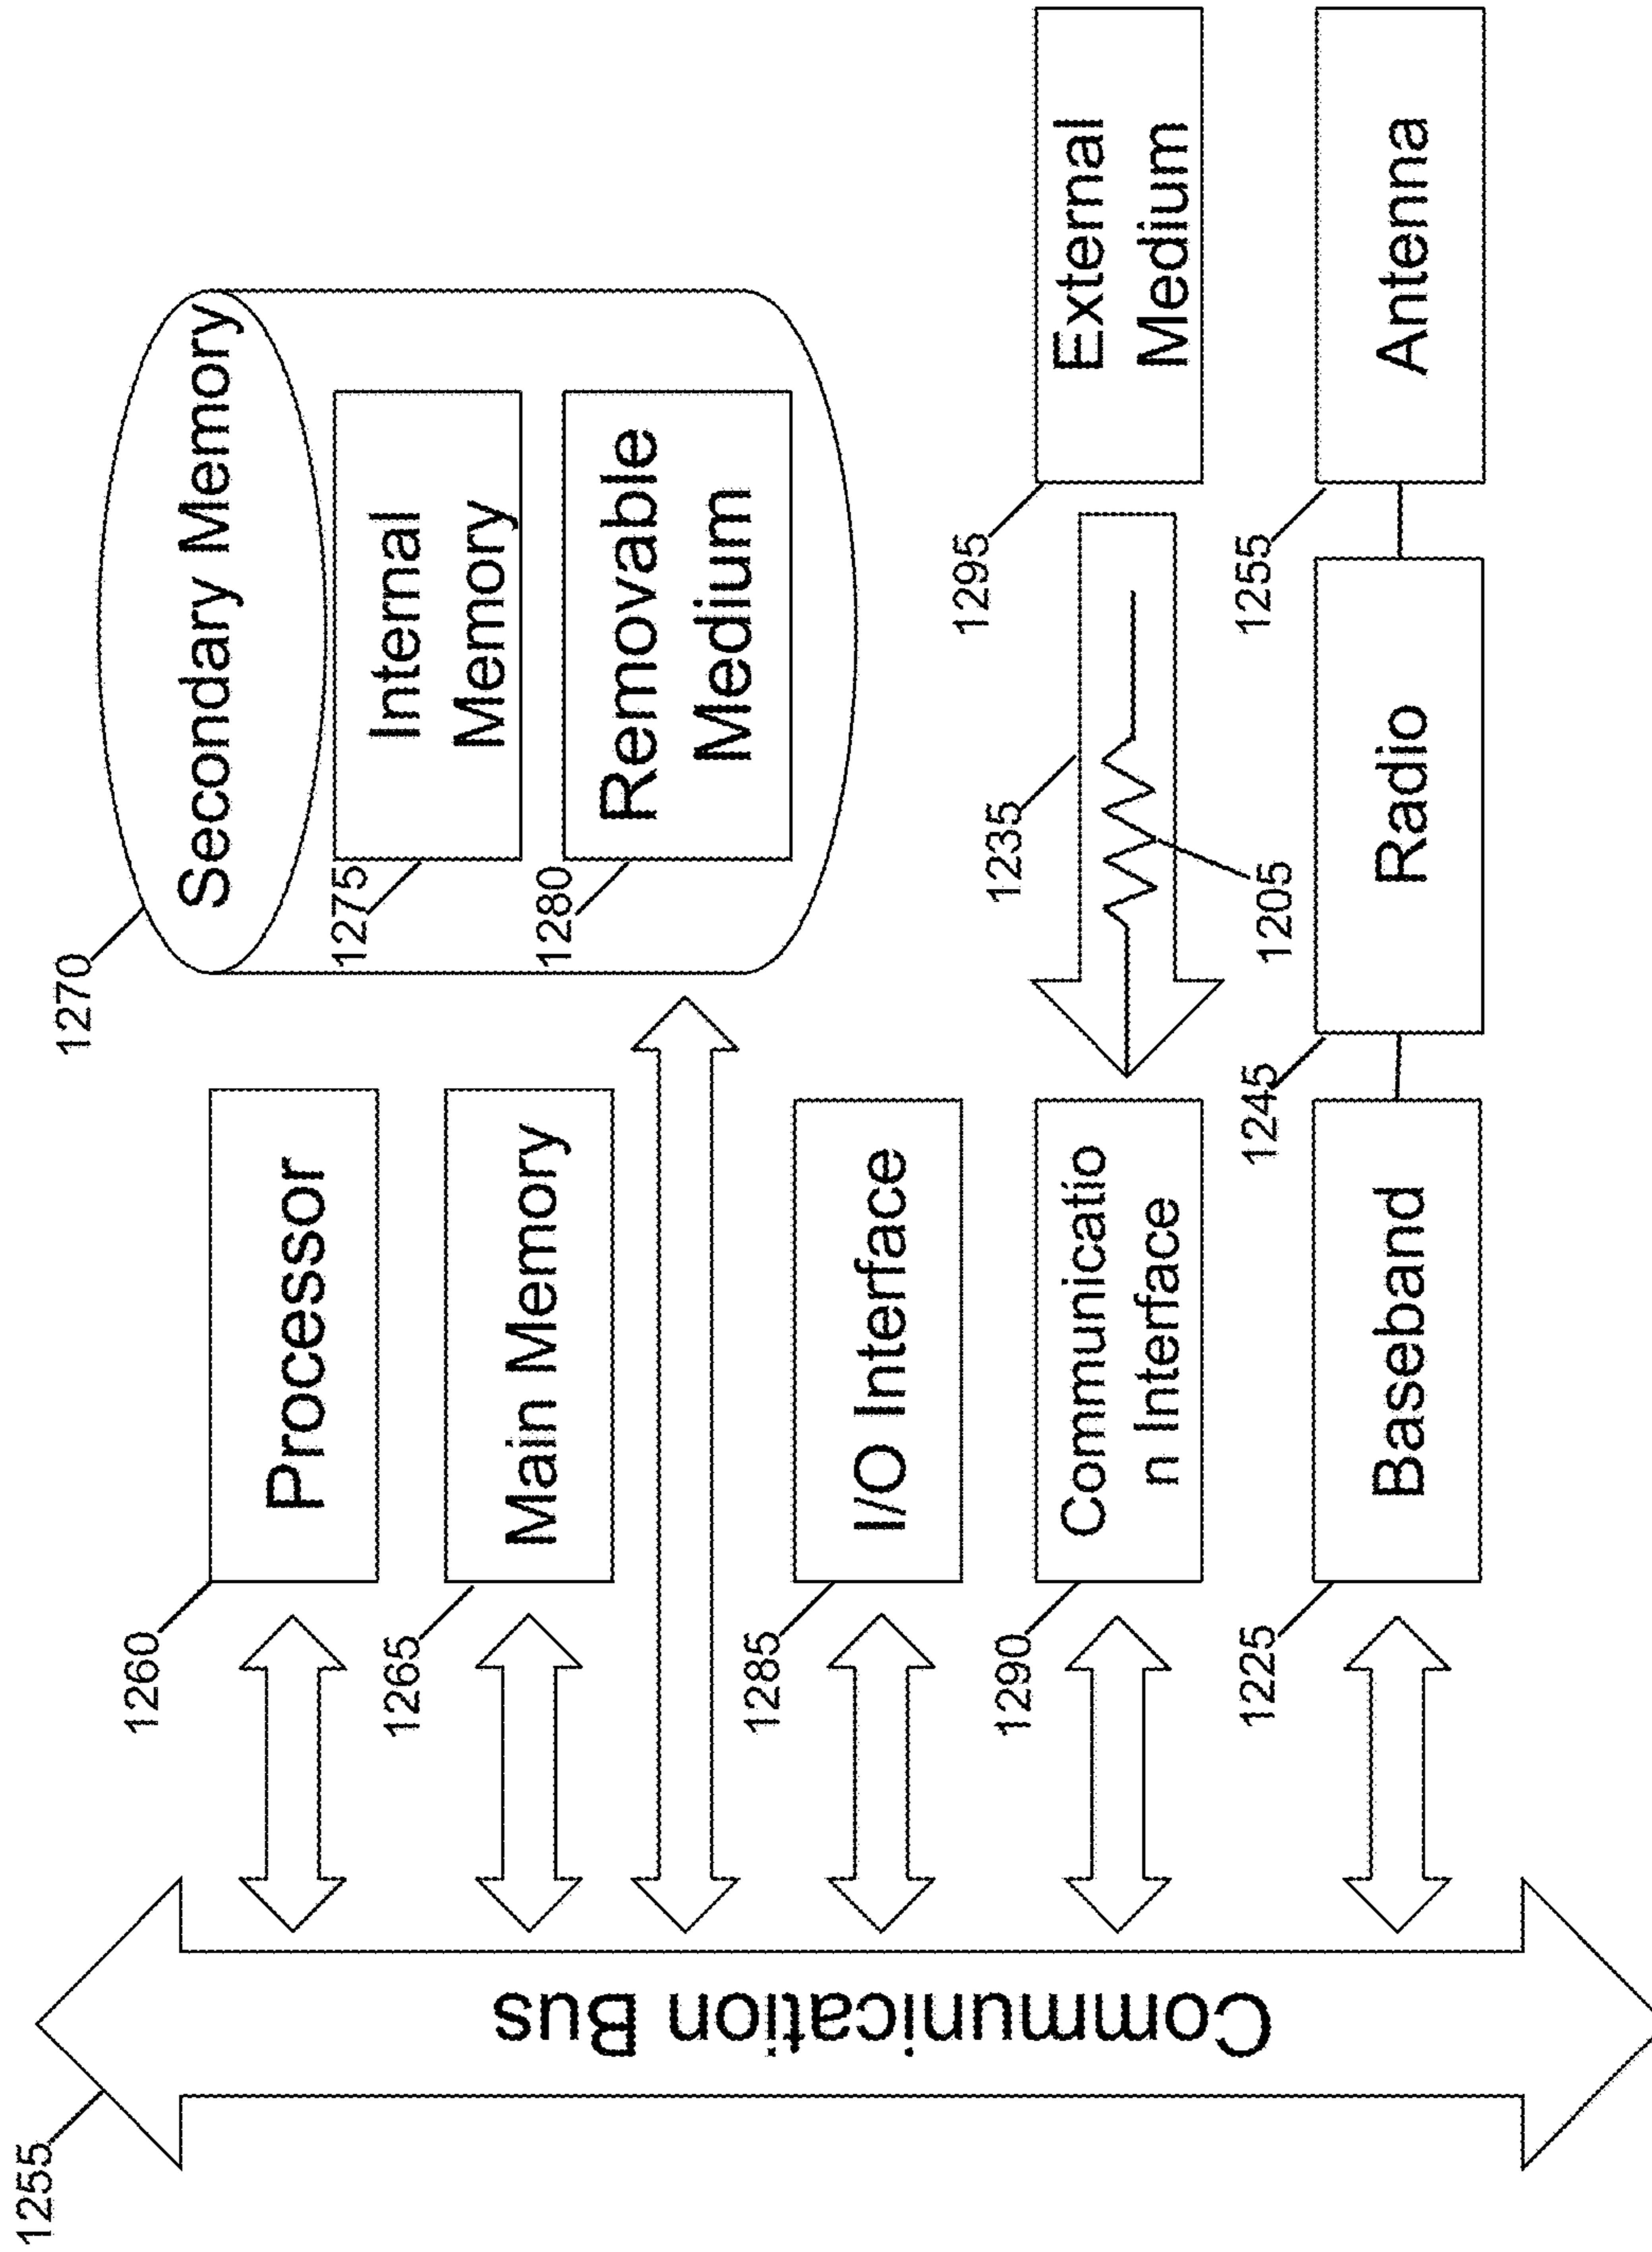 1255
Communication Bus
1260
Processor
1265
Main Memory
1270
Secondary Memory
1275
Internal
Memory
1280
Removable
Medium
1285
I/O Interface
1290
Communicatio
n Interface
1235
1205
1295
External
Medium
1225
Baseband
1245
Radio
1255
Antenna